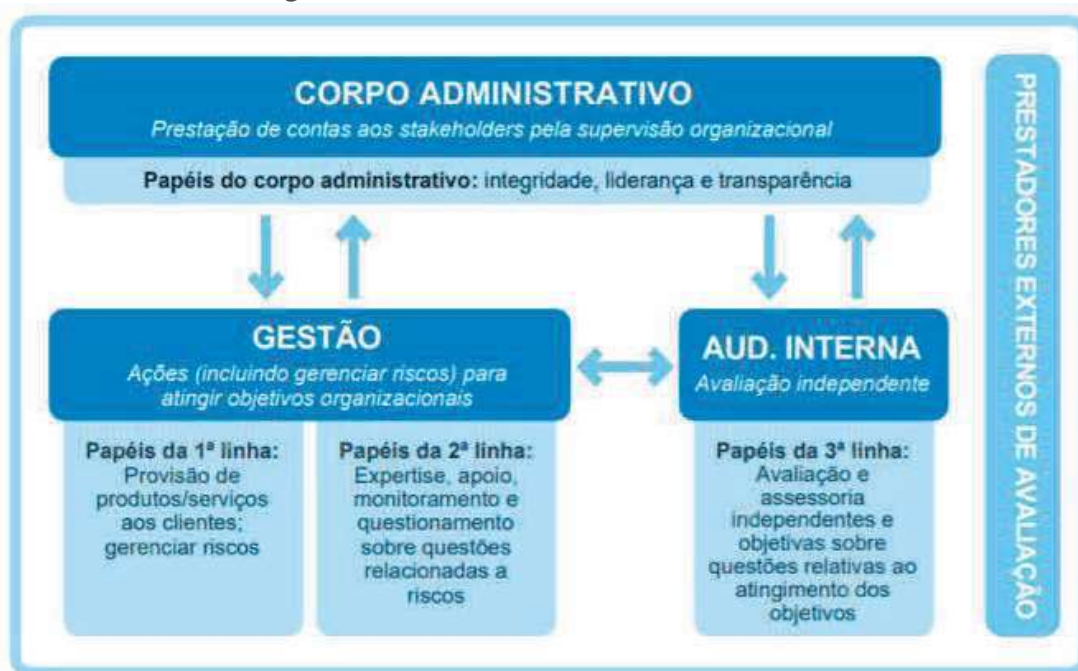 CORPO ADMINISTRATIVO
Prestação de contas aos stakeholders pela supervisão organizacional
Papéis do corpo administrativo: integridade, liderança e transparência
GESTÃO
Ações (incluindo gerenciar riscos) para
atingir objetivos organizacionais
Papéis da 1ª linha:
Provisão de
produtos/serviços
aos clientes;
gerenciar riscos
Papéis da 2ª linha:
Expertise, apoio,
monitoramento e
questionamento
sobre questões
relacionadas a
riscos
AUD. INTERNA
Avaliação independente
Papéis da 3ª linha:
Avaliação e
assessoria
independentes e
objetivas sobre
questões relativas ao
atingimento dos
objetivos
PRESTADORES EXTERNOS DE AVALIAÇÃO